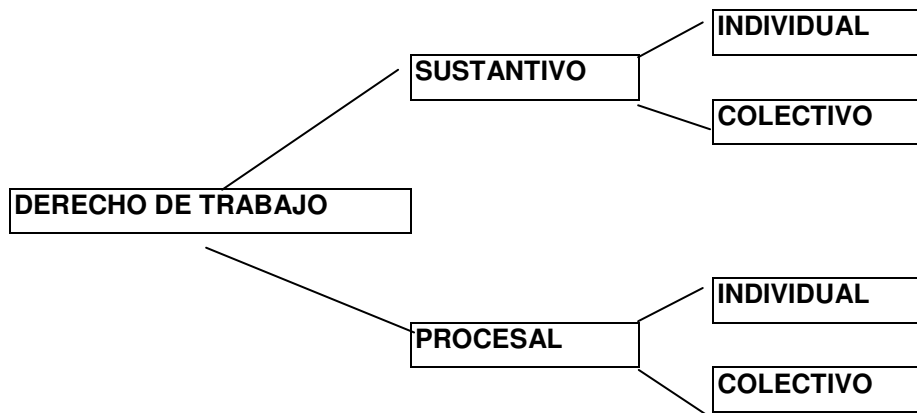 INDIVIDUAL
SUSTANTIVO
COLECTIVO
DERECHO DE TRABAJO
INDIVIDUAL
PROCESAL
COLECTIVO